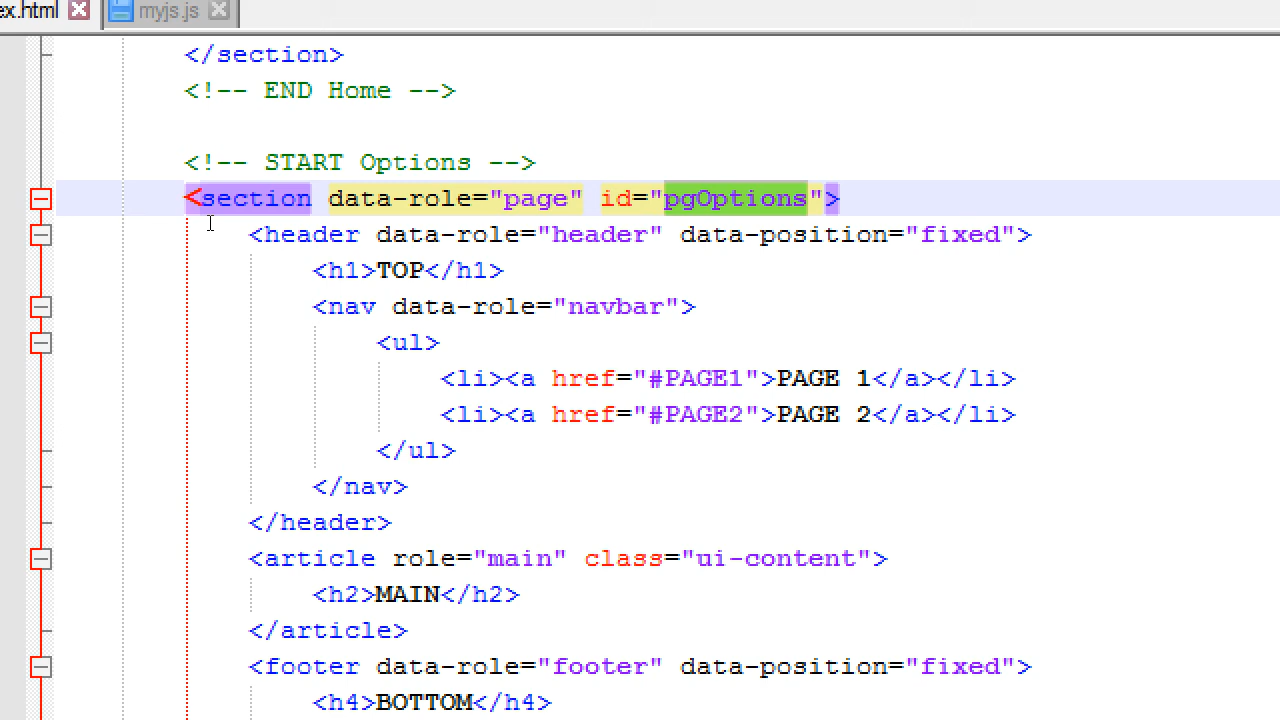 ex.html myjs.js
</section>
<!-- END Home -->
<!-- START Options -->
<section data-role="page" id="pgOptions">
<header data-role="header" data-position="fixed">
<h1>TOP</h1>
<nav data-role="navbar">
<ul>
<li><a href="#PAGE1">PAGE 1</a></li>
<li><a href="#PAGE2">PAGE 2</a></li>
</ul>
</nav>
</header>
<article role="main" class="ui-content">
<h2>MAIN</h2>
</article>
<footer data-role="footer" data-position="fixed">
<h4>BOTTOM</h4>